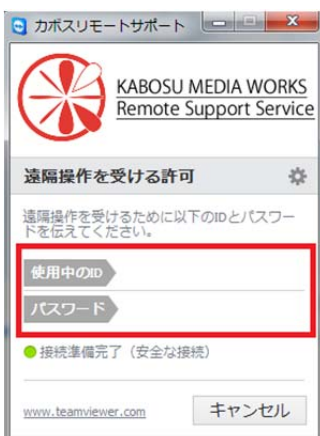 カボスリモートサポート
KABOSU MEDIA WORKS
Remote Support Service
遠隔操作を受ける許可
遠隔操作を受けるために以下のIDとパスワー
ドを伝えてください。
使用中のID
パスワード
接続準備完了（安全な接続）
www.teamviewer.com
キャンセル